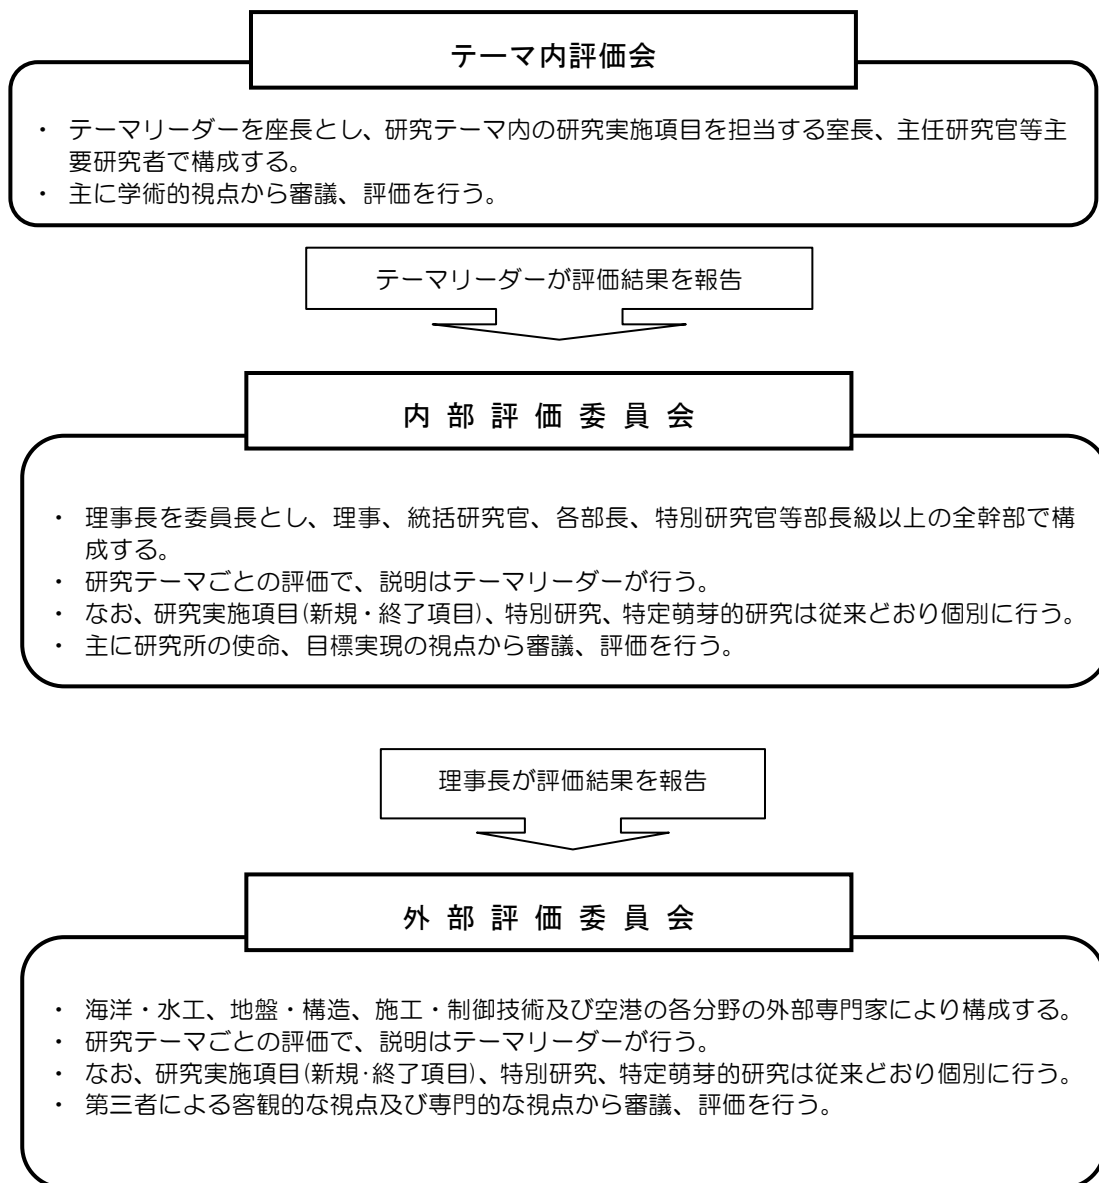 テーマ内評価会
・ テーマリーダーを座長とし、研究テーマ内の研究実施項目を担当する室長、主任研究官等主
要研究者で構成する。
・ 主に学術的視点から審議、評価を行う。
テーマリーダーが評価結果を報告
内部評価委員会
・ 理事長を委員長とし、理事、統括研究官、各部長、特別研究官等部長級以上の全幹部で構
成する。
・ 研究テーマごとの評価で、説明はテーマリーダーが行う。
・ なお、研究実施項目(新規・終了項目)、特別研究、特定萌芽的研究は従来どおり個別に行う。
・ 主に研究所の使命、目標実現の視点から審議、評価を行う。
理事長が評価結果を報告
外部評価委員会
・ 海洋・水工、地盤・構造、施工・制御技術及び空港の各分野の外部専門家により構成する。
・ 研究テーマごとの評価で、説明はテーマリーダーが行う。
・ なお、研究実施項目(新規・終了項目)、特別研究、特定萌芽的研究は従来どおり個別に行う。
・ 第三者による客観的な視点及び専門的な視点から審議、評価を行う。